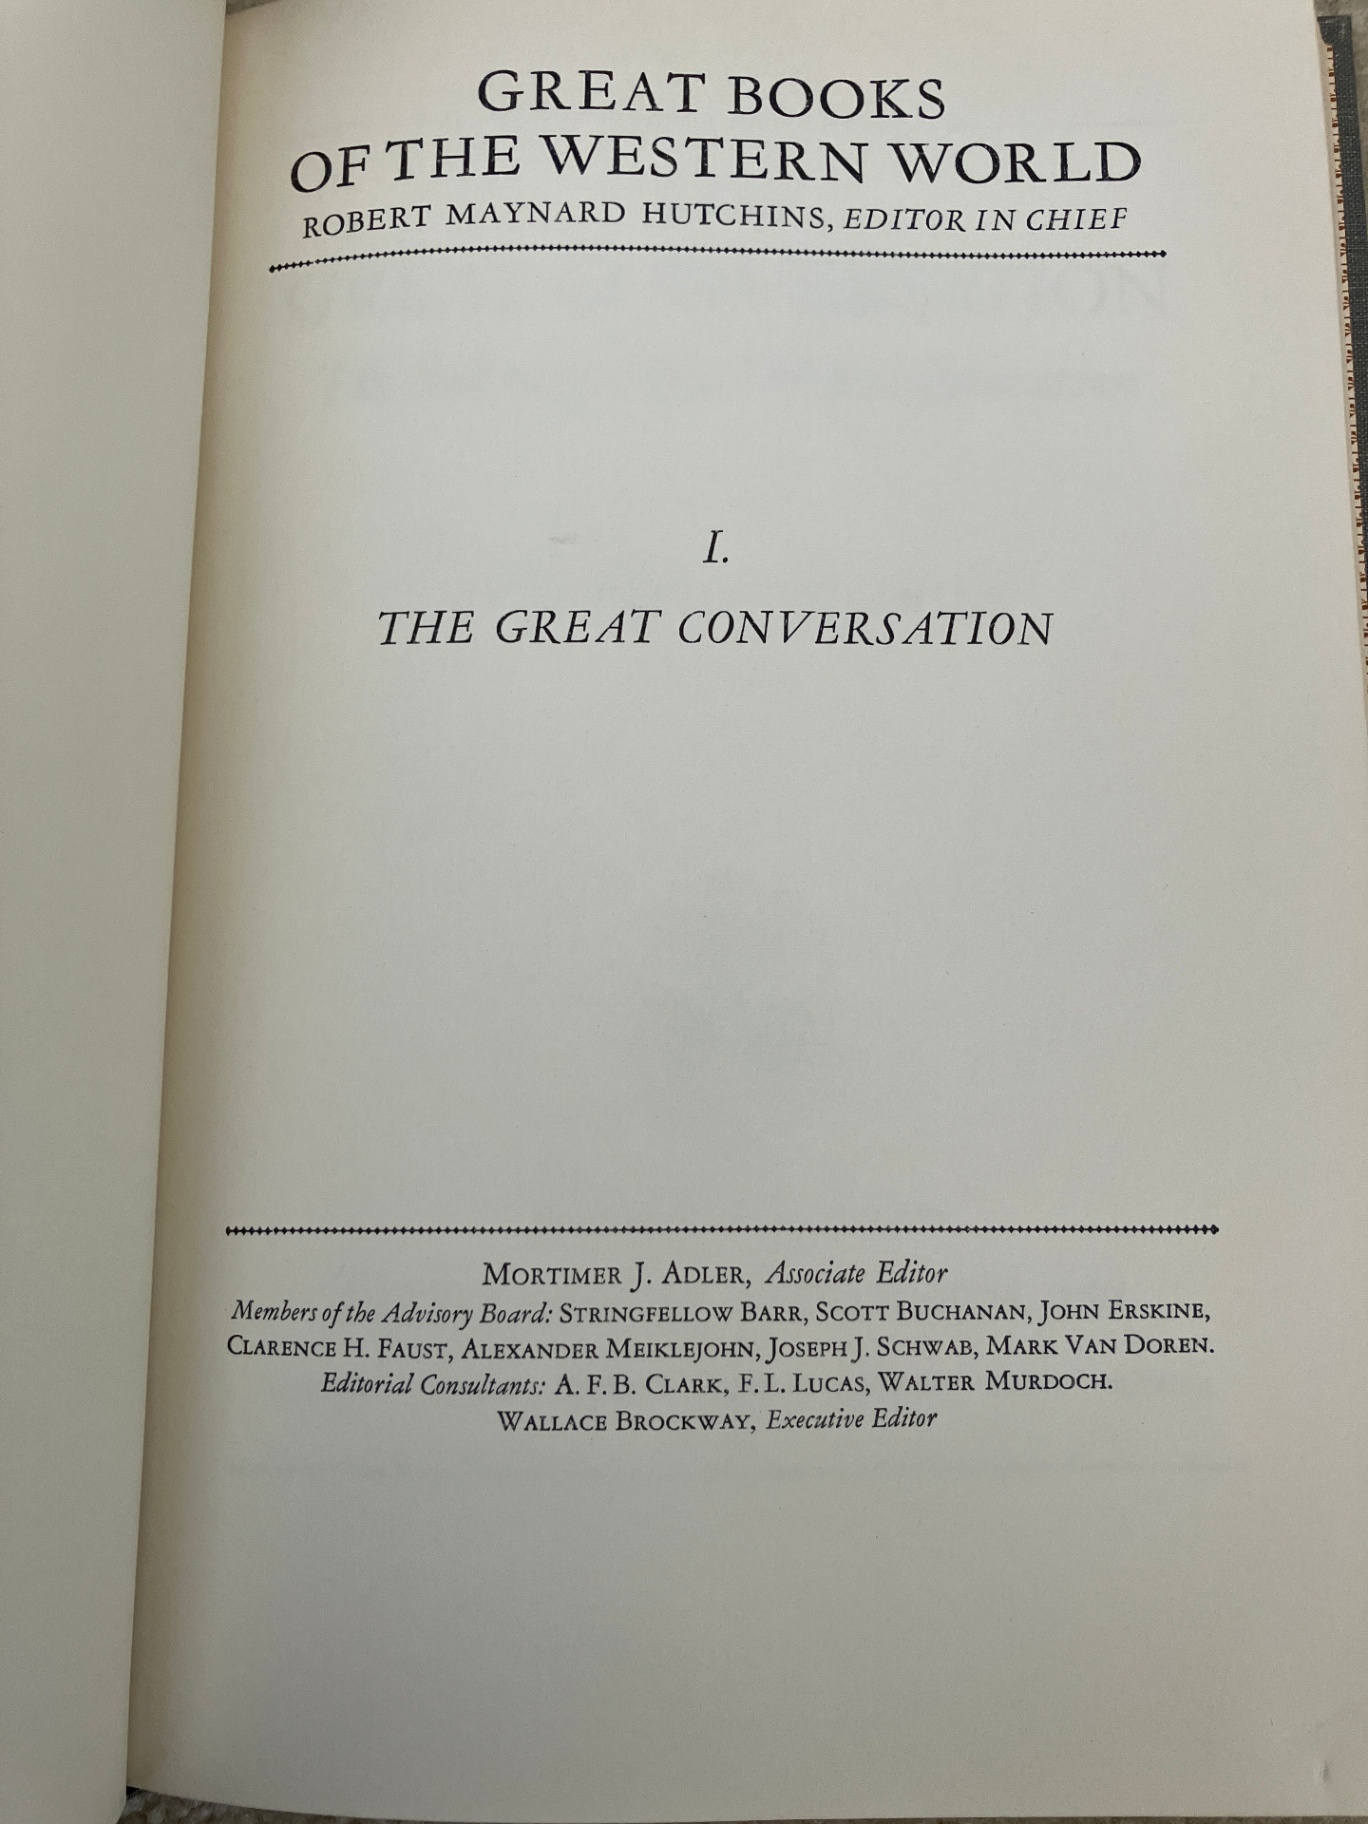 GREAT BOOKS
OF THE WESTERN WORLD
ROBERT MAYNARD HUTCHINS, EDITOR IN CHIEF
I.
THE GREAT CONVERSATION
MORTIMER J. ADLER, Associate Editor
Members of the Advisory Board: STRINGFELLOW BARR, SCOTT BUCHANAN, JOHN ERSKINE,
CLARENCE H. FAUST, ALEXANDER MEIKLEJOHN, JOSEPH J. SCHWAB, MARK VAN DOREN.
Editorial Consultants: A. F. B. CLARK, F. L. LUCAS, WALTER MURDOCH.
WALLACE BROCKWAY, Executive Editor